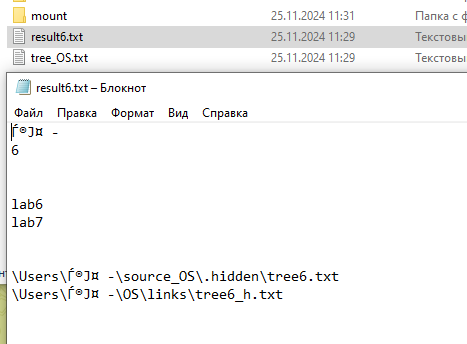 mount 25.11.2024 11:31 Папка с ф
result6.txt 25.11.2024 11:29 Текстовы
tree_OS.txt 25.11.2024 11:29 Текстовы
result6.txt – Блокнот
Файл Правка Формат Вид Справка
Ѓ®Ј¤ -
6
lab6
lab7
\Users\Ѓ®Ј¤ -\source_OS\.hidden\tree6.txt
\Users\Ѓ®Ј¤ -\OS\links\tree6_h.txt